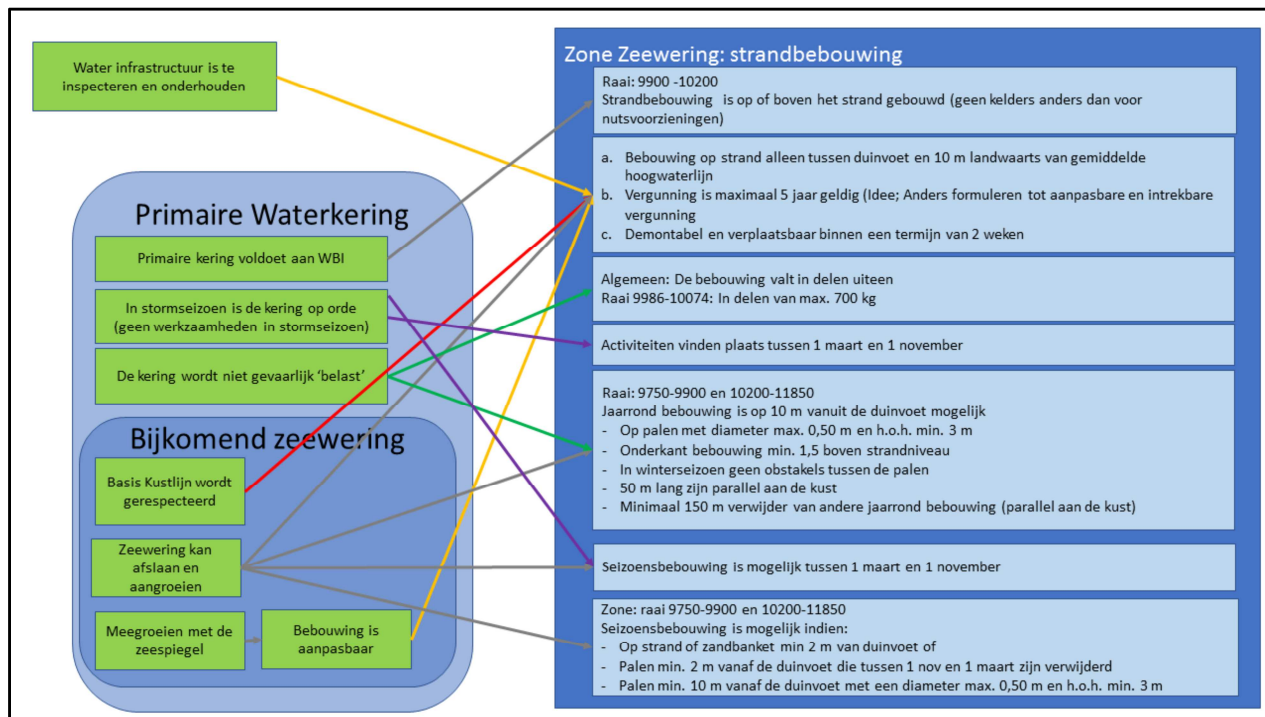 Water infrastructuur is te
inspecteren en onderhouden
Primaire Waterkering
Primaire kering voldoet aan WBI
In stormseizoen is de kering op orde
(geen werkzaamheden in stormseizoen)
De kering wordt niet gevaarlijk ‘belast’
Bijkomend zeewering
Basis Kustlijn wordt
gerespecteerd
Zeewering kan
afslaan en
aangroeien
Meegroeien met de
zeespiegel
Bebouwing is
aanpasbaar
Zone Zeewering: strandbebouwing
Raai: 9900 -10200
Strandbebouwing is op of boven het strand gebouwd (geen kelders anders dan voor
nutsvoorzieningen)
a. Bebouwing op strand alleen tussen duinvoet en 10 m landwaarts van gemiddelde
hoogwaterlijn
b. Vergunning is maximaal 5 jaar geldig (Idee; Anders formuleren tot aanpasbare en intrekbare
vergunning
c. Demontabel en verplaatsbaar binnen een termijn van 2 weken
Algemeen: De bebouwing valt in delen uiteen
Raai 9986-10074: In delen van max. 700 kg
Activiteiten vinden plaats tussen 1 maart en 1 november
Raai: 9750-9900 en 10200-11850
Jaarrond bebouwing is op 10 m vanuit de duinvoet mogelijk
- Op palen met diameter max. 0,50 m en h.o.h. min. 3 m
- Onderkant bebouwing min. 1,5 boven strandniveau
- In winterseizoen geen obstakels tussen de palen
- 50 m lang zijn parallel aan de kust
- Minimaal 150 m verwijder van andere jaarrond bebouwing (parallel aan de kust)
Seizoensbebouwing is mogelijk tussen 1 maart en 1 november
Zone: raai 9750-9900 en 10200-11850
Seizoensbebouwing is mogelijk indien:
- Op strand of zandbanket min 2 m van duinvoet of
- Palen min. 2 m vanaf de duinvoet die tussen 1 nov en 1 maart zijn verwijderd
- Palen min. 10 m vanaf de duinvoet met een diameter max. 0,50 m en h.o.h. min. 3 m